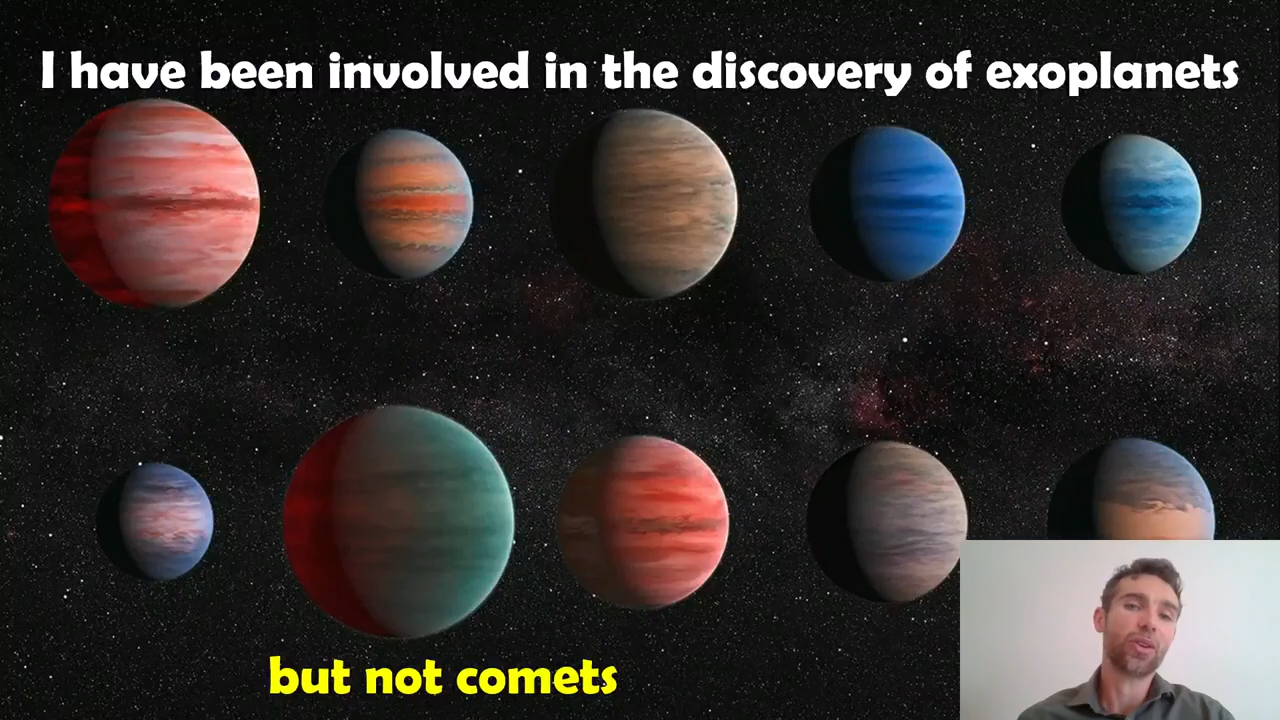 I have been involved in the discovery of exoplanets
but not comets